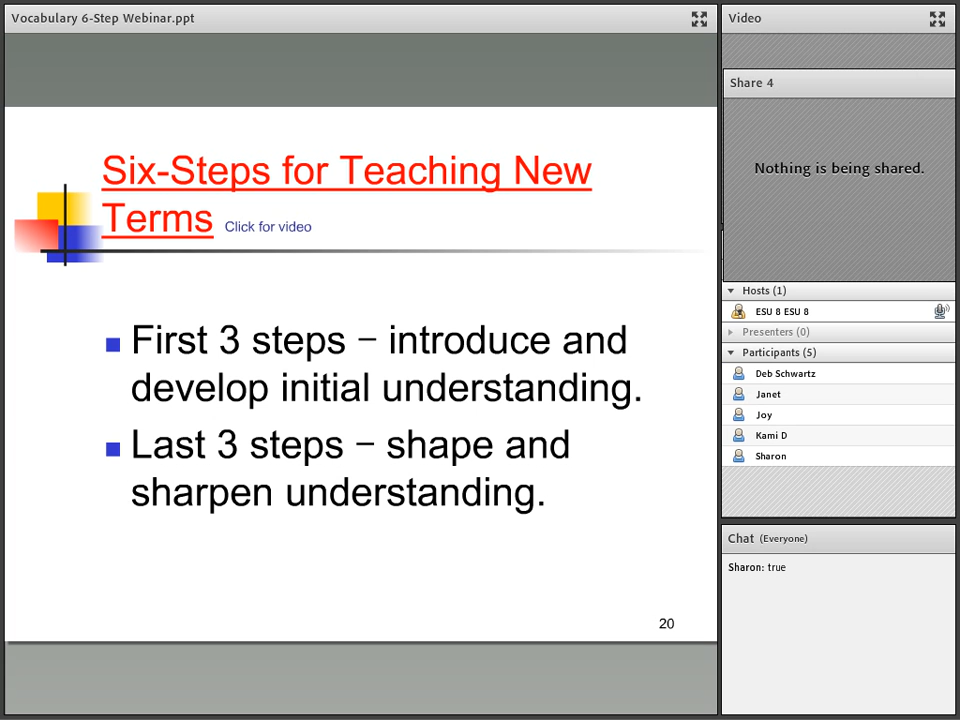 Vocabulary 6-Step Webinar.ppt
Six-Steps for Teaching New
Terms Click for video
First 3 steps – introduce and
develop initial understanding.
Last 3 steps – shape and
sharpen understanding.
20
Video
Share 4
Nothing is being shared.
Hosts (1)
ESU 8 ESU 8
Presenters (0)
Participants (5)
Deb Schwartz
Janet
Joy
Kami D
Sharon
Chat (Everyone)
Sharon: true